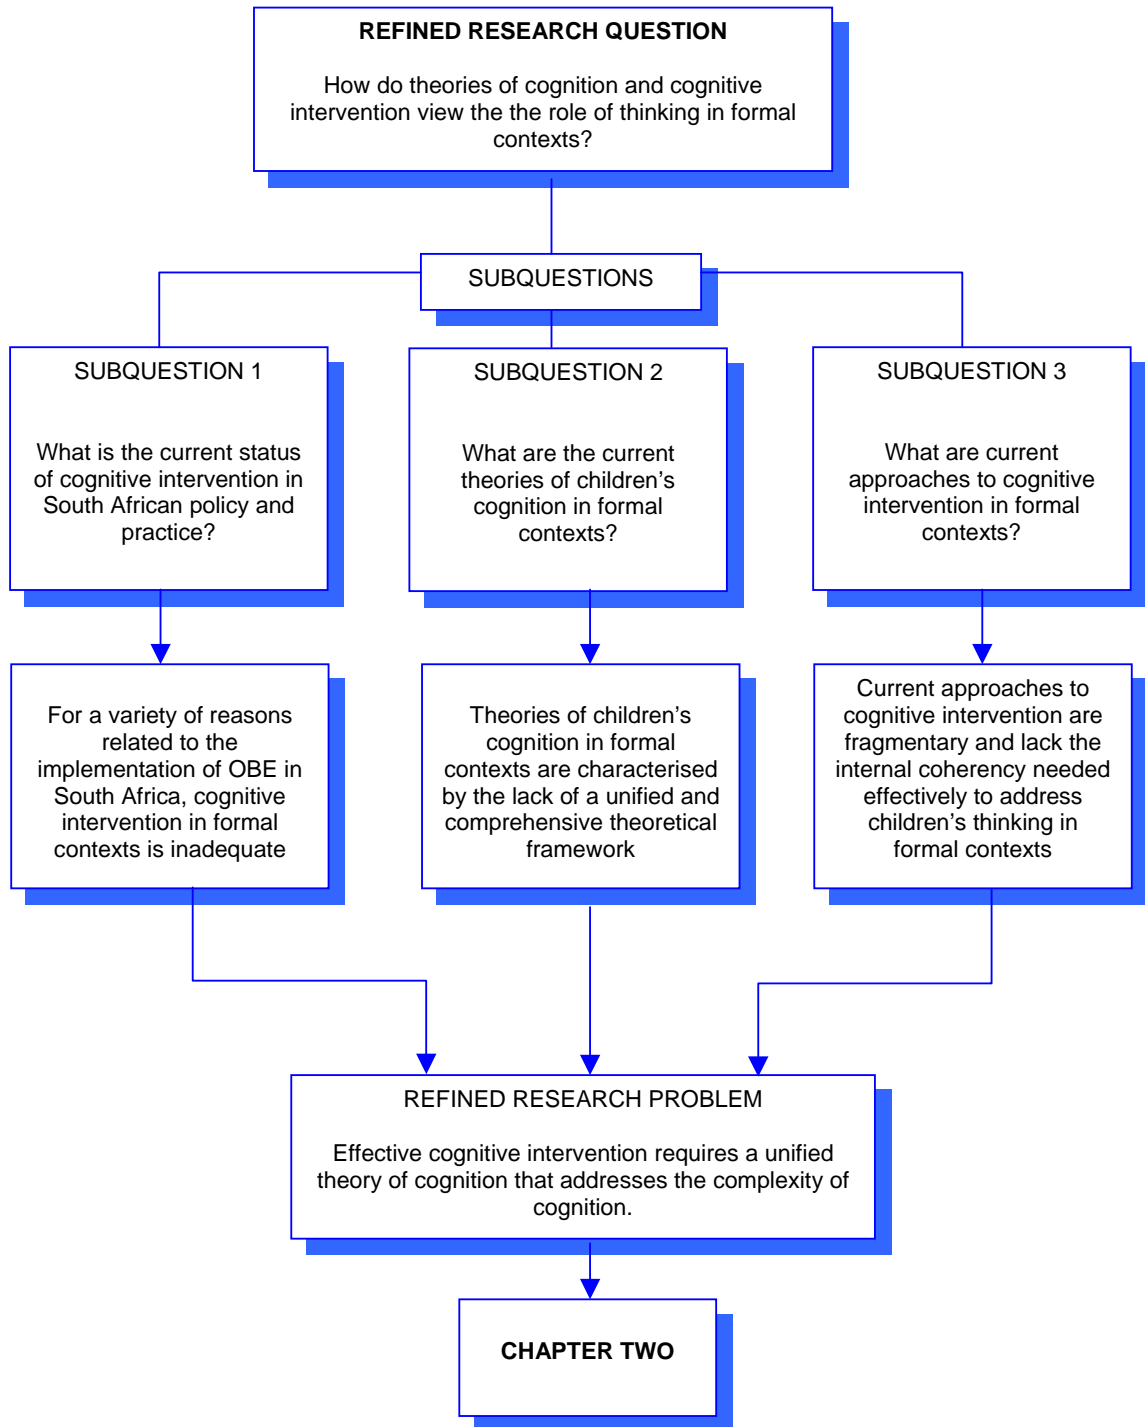 REFINED RESEARCH QUESTION
How do theories of cognition and cognitive
intervention view the the role of thinking in formal
contexts?
SUBQUESTIONS
SUBQUESTION 1
What is the current status
of cognitive intervention in
South African policy and
practice?
SUBQUESTION 2
What are the current
theories of children’s
cognition in formal
contexts?
SUBQUESTION 3
What are current
approaches to cognitive
intervention in formal
contexts?
For a variety of reasons
related to the
implementation of OBE in
South Africa, cognitive
intervention in formal
contexts is inadequate
Theories of children’s
cognition in formal
contexts are characterised
by the lack of a unified and
comprehensive theoretical
framework
Current approaches to
cognitive intervention are
fragmentary and lack the
internal coherency needed
effectively to address
children’s thinking in
formal contexts
REFINED RESEARCH PROBLEM
Effective cognitive intervention requires a unified
theory of cognition that addresses the complexity of
cognition.
CHAPTER TWO